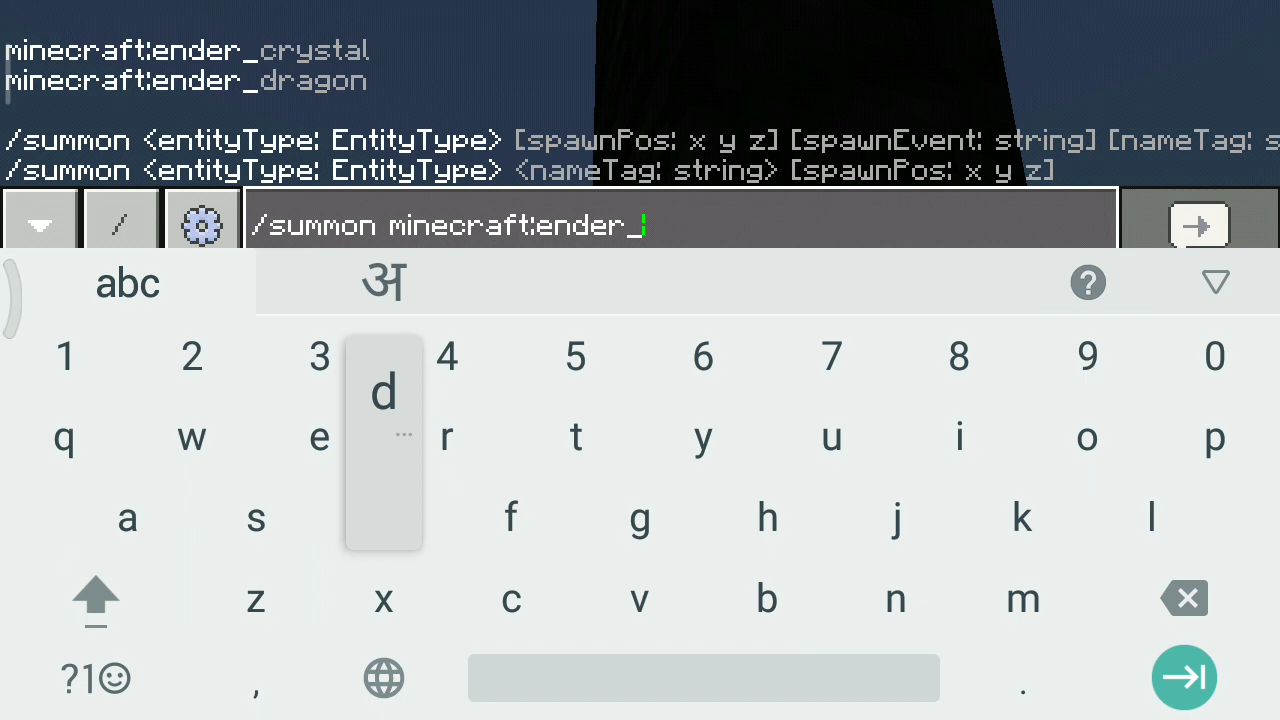 minecraft:ender_crystal
minecraft:ender_dragon
/summon <entityType: EntityType> [spawnPos: x y z] [spawnEvent: string] [nameTag: s
/summon <entityType: EntityType> <nameTag: string> [spawnPos: x y z]
/ /summon minecraft:ender_
abc अ ?
1 2 3 4 5 6 7 8 9 0
d
q w e r t y u i o p
a s f g h j k l
z x c v b n m
?1 , .